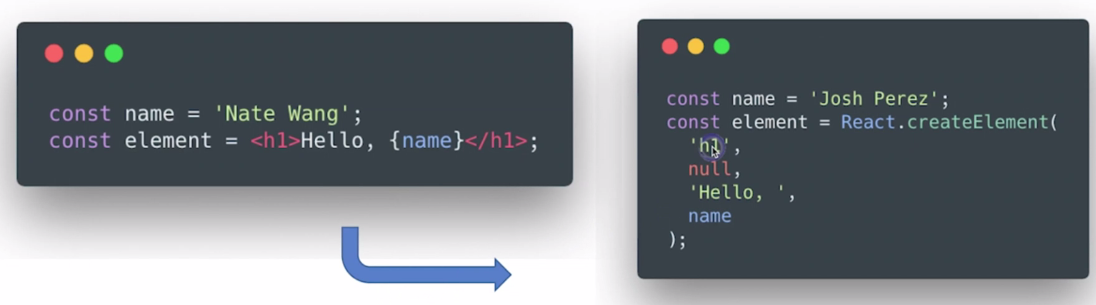 const name = 'Nate Wang';
const element = <h1>Hello, {name}</h1>;
const name = 'Josh Perez';
const element = React.createElement(
'h1',
null,
'Hello, ',
name
);